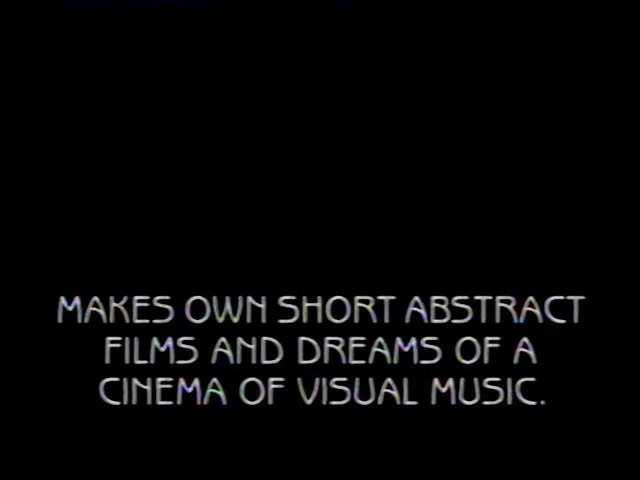 MAKES OWN SHORT ABSTRACT
FILMS AND DREAMS OF A
CINEMA OF VISUAL MUSIC.